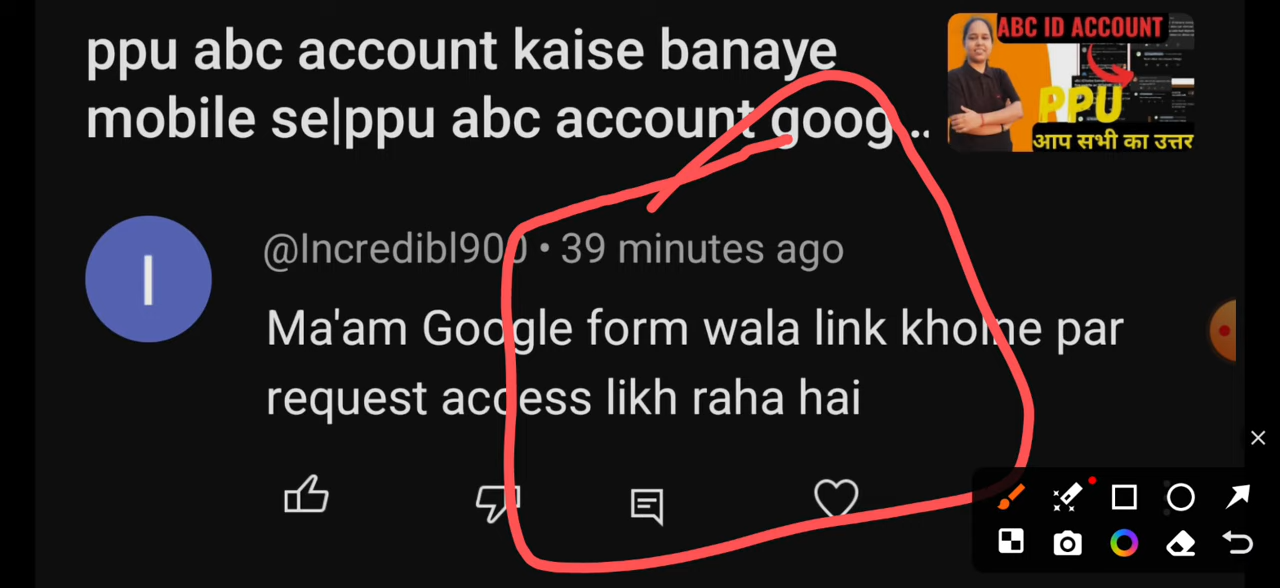 ppu abc account kaise banaye
mobile se|ppu abc account goog...
ABC ID ACCOUNT
PPU
आप सभी का उत्तर
I
@Incredibl900 • 39 minutes ago
Ma'am Google form wala link kholne par
request access likh raha hai